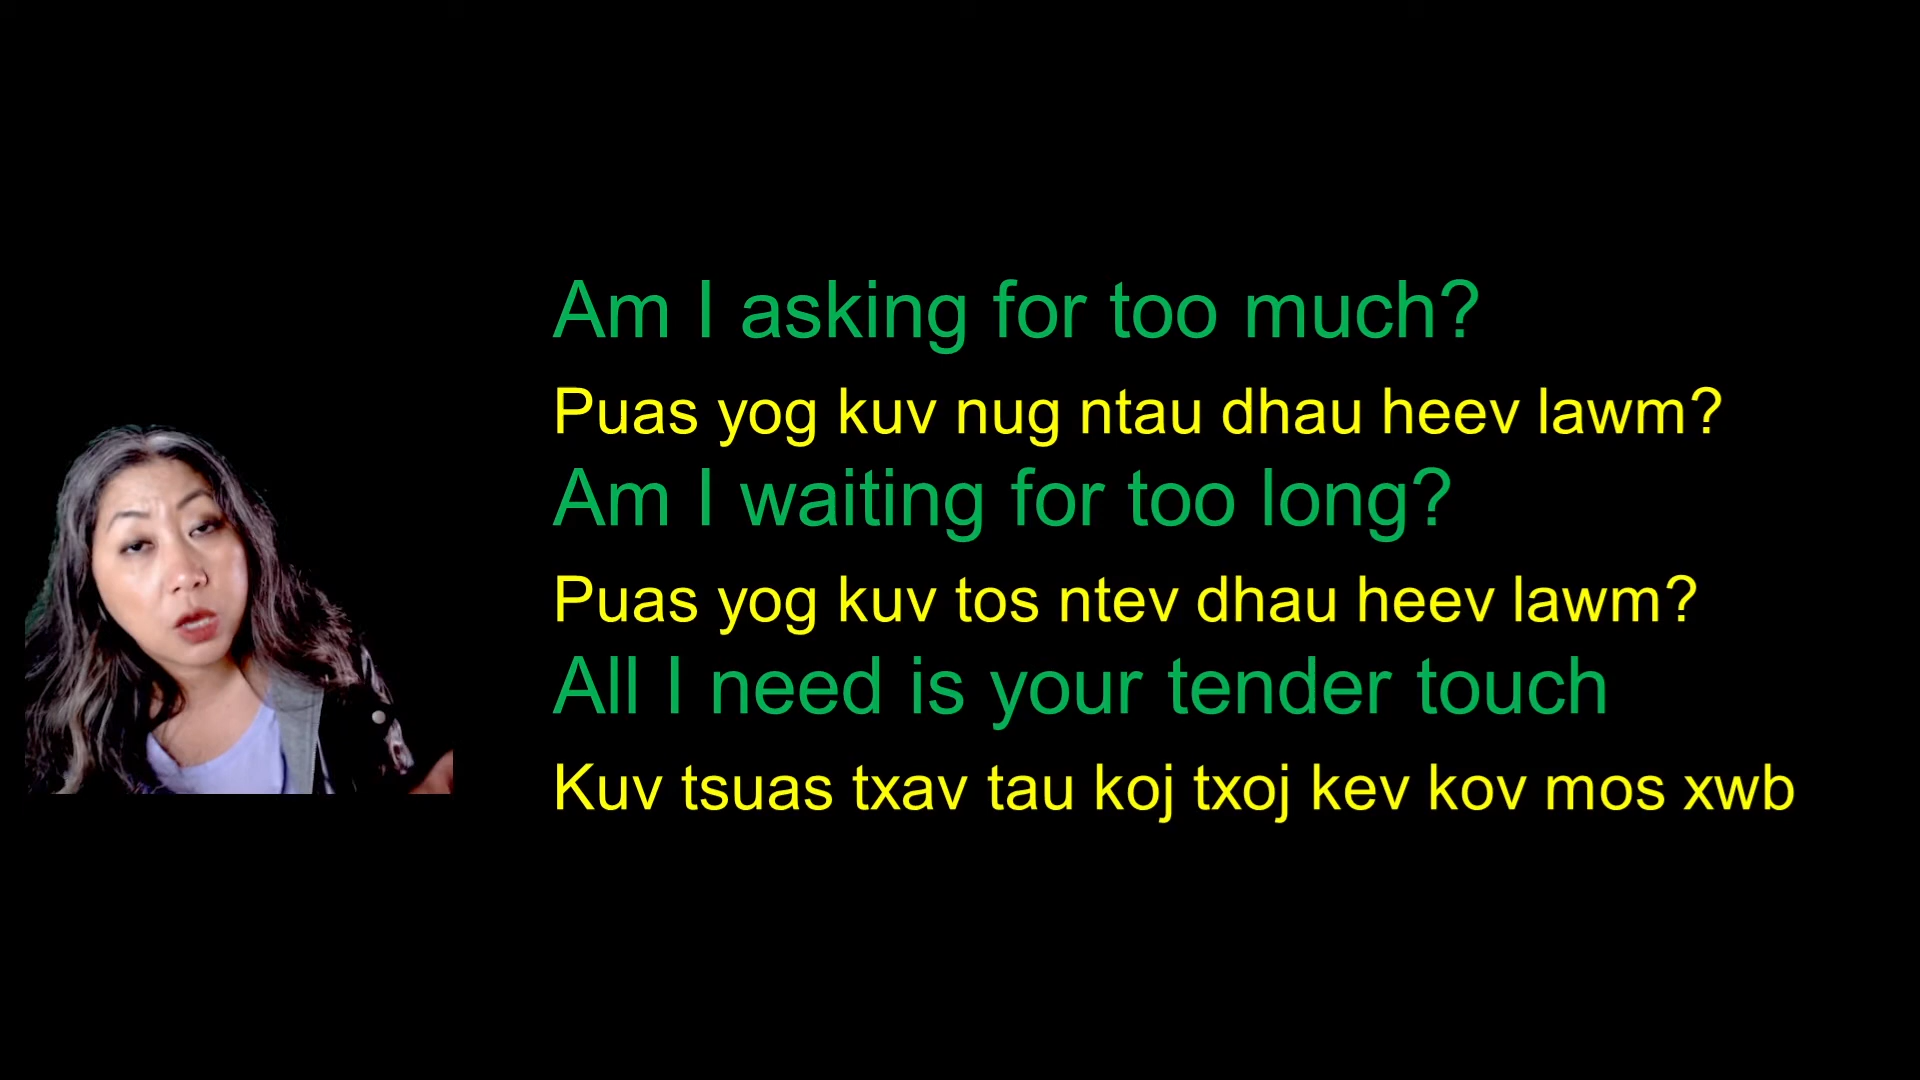 Am I asking for too much?
Puas yog kuv nug ntau dhau heev lawm?
Am I waiting for too long?
Puas yog kuv tos ntev dhau heev lawm?
All I need is your tender touch
Kuv tsuas txav tau koj txoj kev kov mos xwb